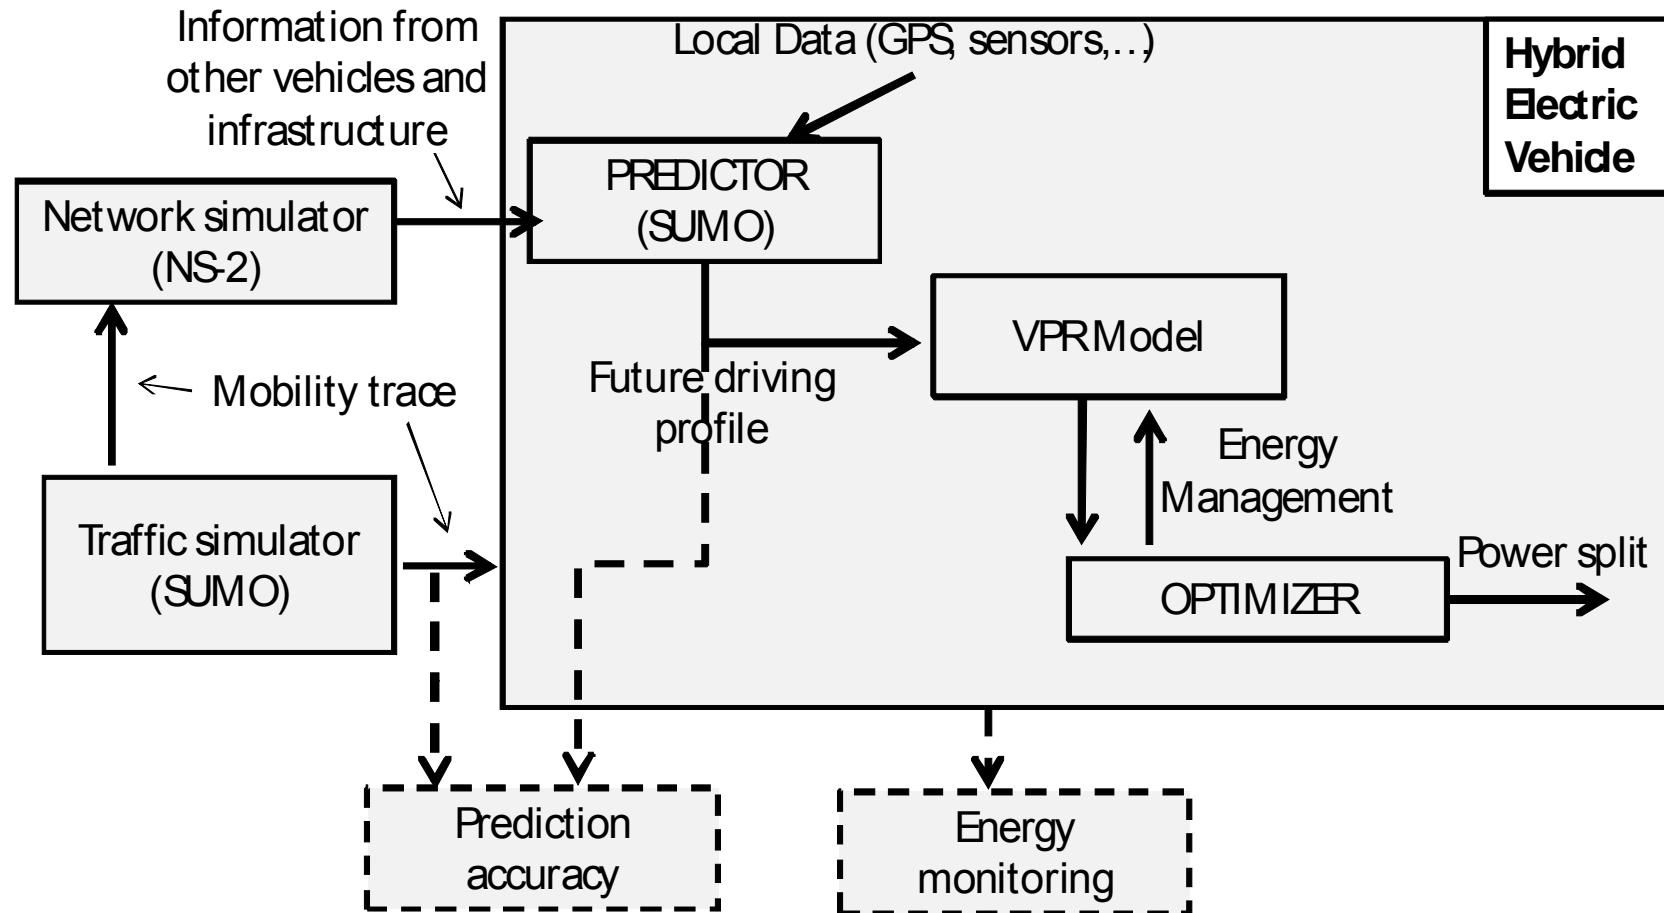 Information from
other vehicles and
infrastructure
Local Data (GPS, sensors,…)
Hybrid
Electric
Vehicle
PREDICTOR
(SUMO)
Network simulator
(NS-2)
VPR Model
Future driving
profile
Mobility trace
Energy
Management
Traffic simulator
(SUMO)
Power split
OPTIMIZER
Prediction
accuracy
Energy
monitoring